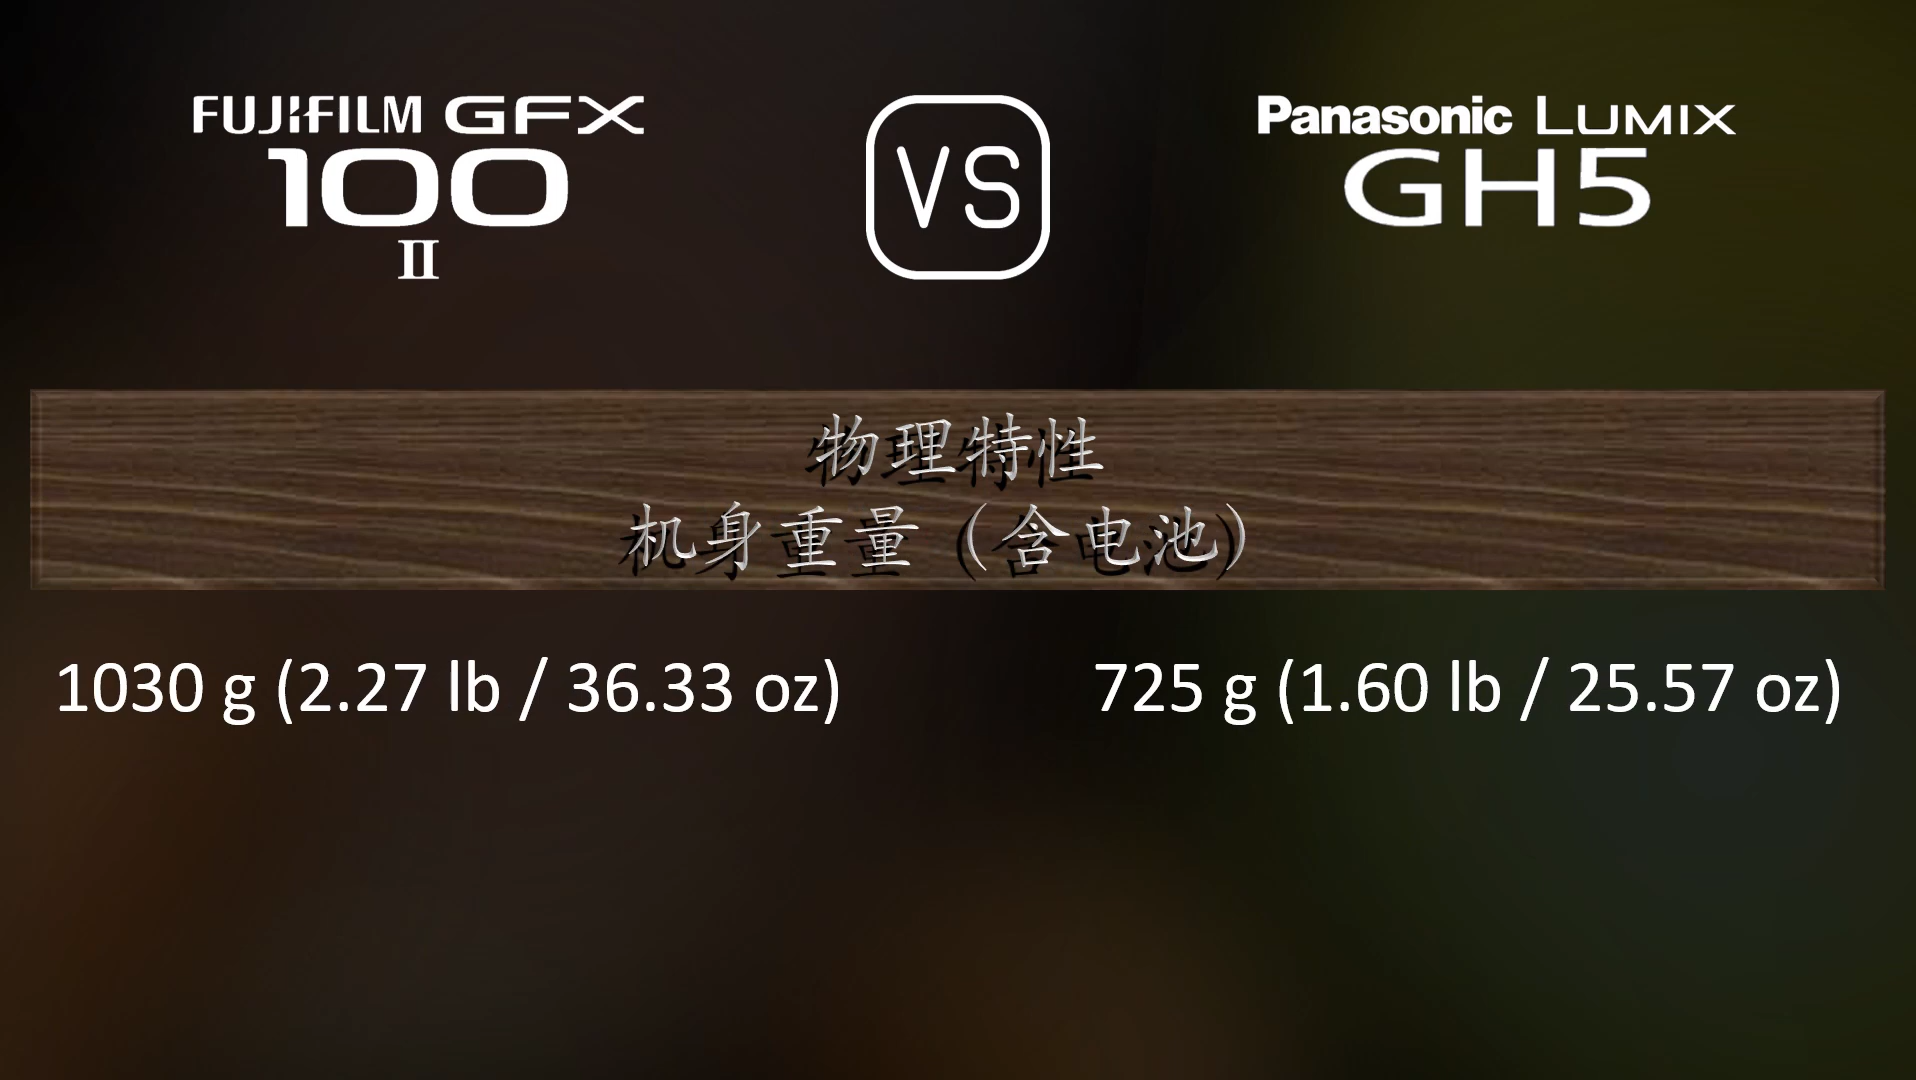 FUJIFILM GFX
100
II
VS
Panasonic LUMIX
GH5
物理特性
机身重量（含电池）
1030 g (2.27 lb / 36.33 oz)
725 g (1.60 lb / 25.57 oz)